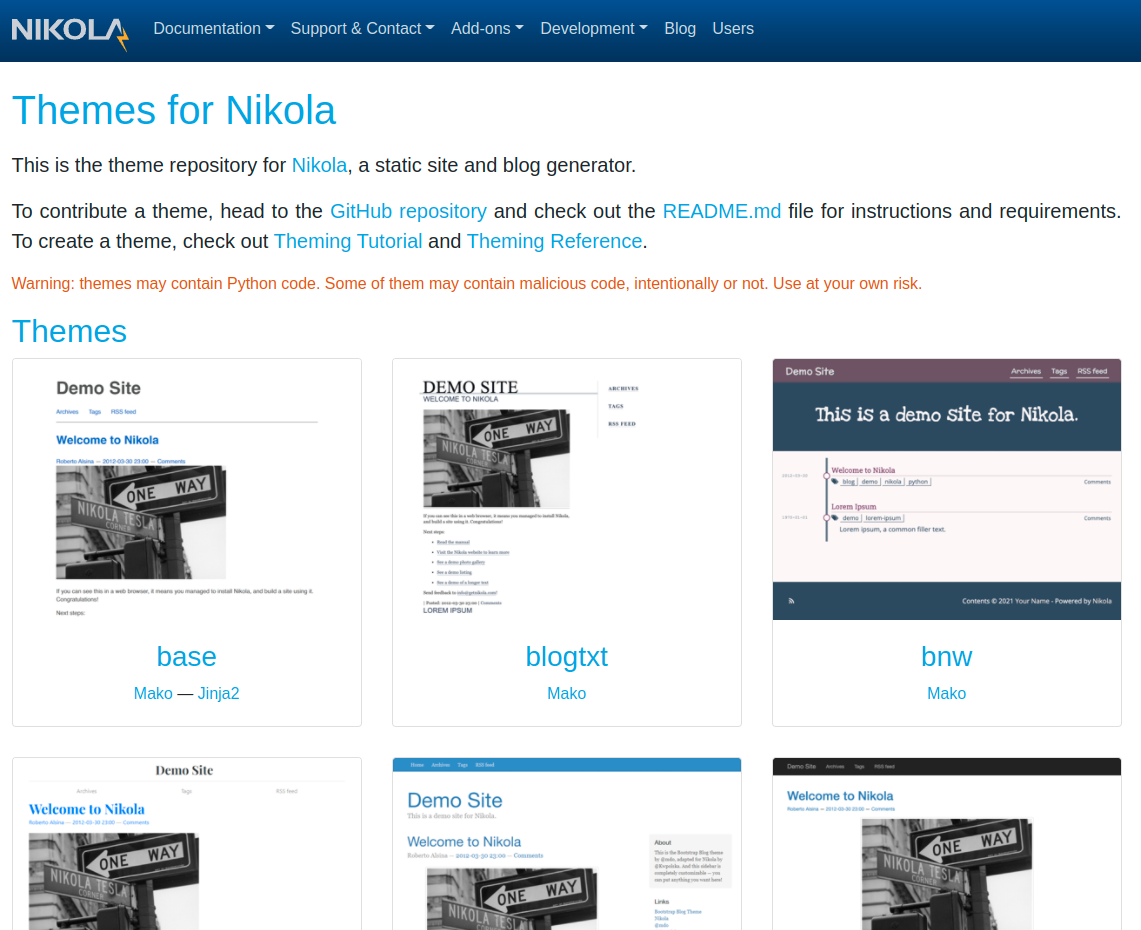 NIKOLA Documentation Support & Contact Add-ons Development Blog Users
Themes for Nikola
This is the theme repository for Nikola, a static site and blog generator.
To contribute a theme, head to the GitHub repository and check out the README.md file for instructions and requirements.
To create a theme, check out Theming Tutorial and Theming Reference.
Warning: themes may contain Python code. Some of them may contain malicious code, intentionally or not. Use at your own risk.
Themes
Demo Site
Archives Tags RSS feed
Welcome to Nikola
Roberto Alsina — 2012-03-30 23:00 — Comments
ONE WAY
NIKOLA TESLA
CORNER
If you can see this in a web browser, it means you managed to install Nikola, and build a site using it.
Congratulations!
Next steps:
base
Mako — Jinja2
DEMO SITE
WELCOME TO NIKOLA
ARCHIVES
TAGS
RSS FEED
ONE WAY
NIKOLA TESLA
CORNER
If you can see this in a web browser, it means you managed to install Nikola,
and build a site using it. Congratulations!
Next steps:
Read the manual
Visit the Nikola website to learn more
See a demo photo gallery
See a demo listing
See a demo of a longer text
Send feedback to info@getnikola.com!
| Posted: 2012-03-30 23:00 | Comments
LOREM IPSUM
blogtxt
Mako
Demo Site Archives Tags RSS feed
This is a demo site for Nikola.
2012-03-30 Welcome to Nikola
blog demo nikola python Comments
1970-01-01 Lorem Ipsum
demo lorem-ipsum Comments
Lorem ipsum, a common filler text.
Contents © 2021 Your Name - Powered by Nikola
bnw
Mako
Demo Site
Archives Tags RSS feed
Welcome to Nikola
Roberto Alsina — 2012-03-30 23:00 — Comments
ONE WAY
NIKOLA TESLA
CORNER
Home Archives Tags RSS feed
Demo Site
This is a demo site for Nikola.
Welcome to Nikola
Roberto Alsina — 2012-03-30 23:00 — Comments
ONE WAY
NIKOLA TESLA
About
This is the Bootstrap Blog theme
by @mdo, adapted for Nikola by
@Kwpolska. And this sidebar is
completely customizable — you
can put anything you want here!
Links
Bootstrap Blog Theme
Nikola
@mdo
Demo Site Archives Tags RSS feed
Welcome to Nikola
Roberto Alsina — 2012-03-30 23:00 — Comments
ONE WAY
NIKOLA TESLA
CORNER